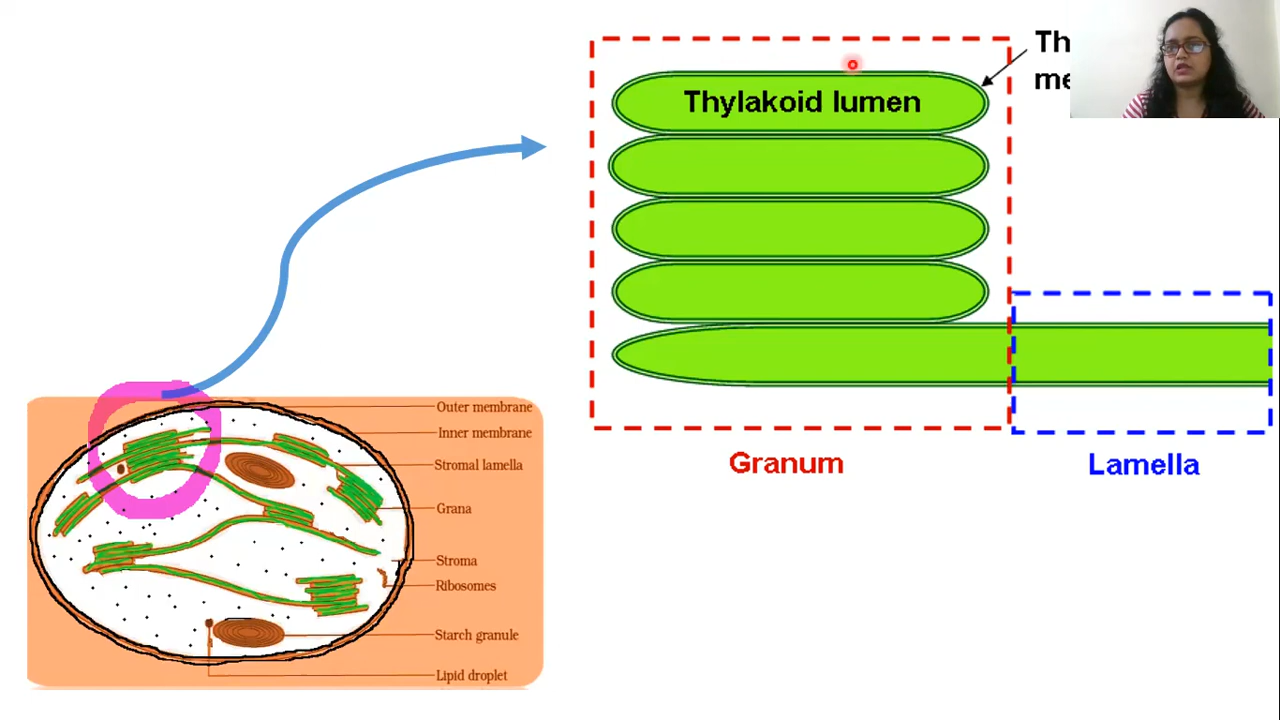 Thylakoid lumen
Granum
Lamella
Outer membrane
Inner membrane
Stromal lamella
Grana
Stroma
Ribosomes
Starch granule
Lipid droplet